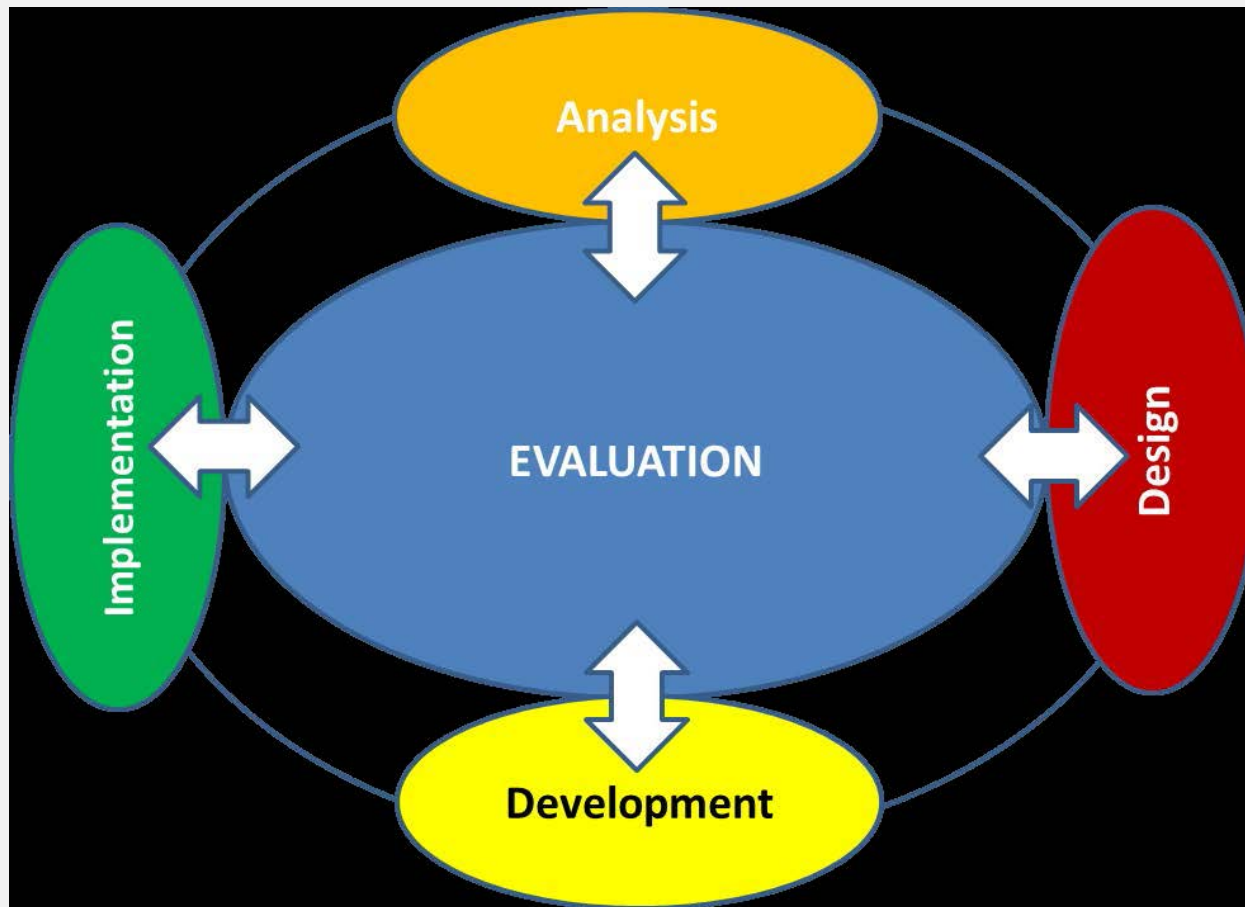 Analysis
Implementation
EVALUATION
Design
Development